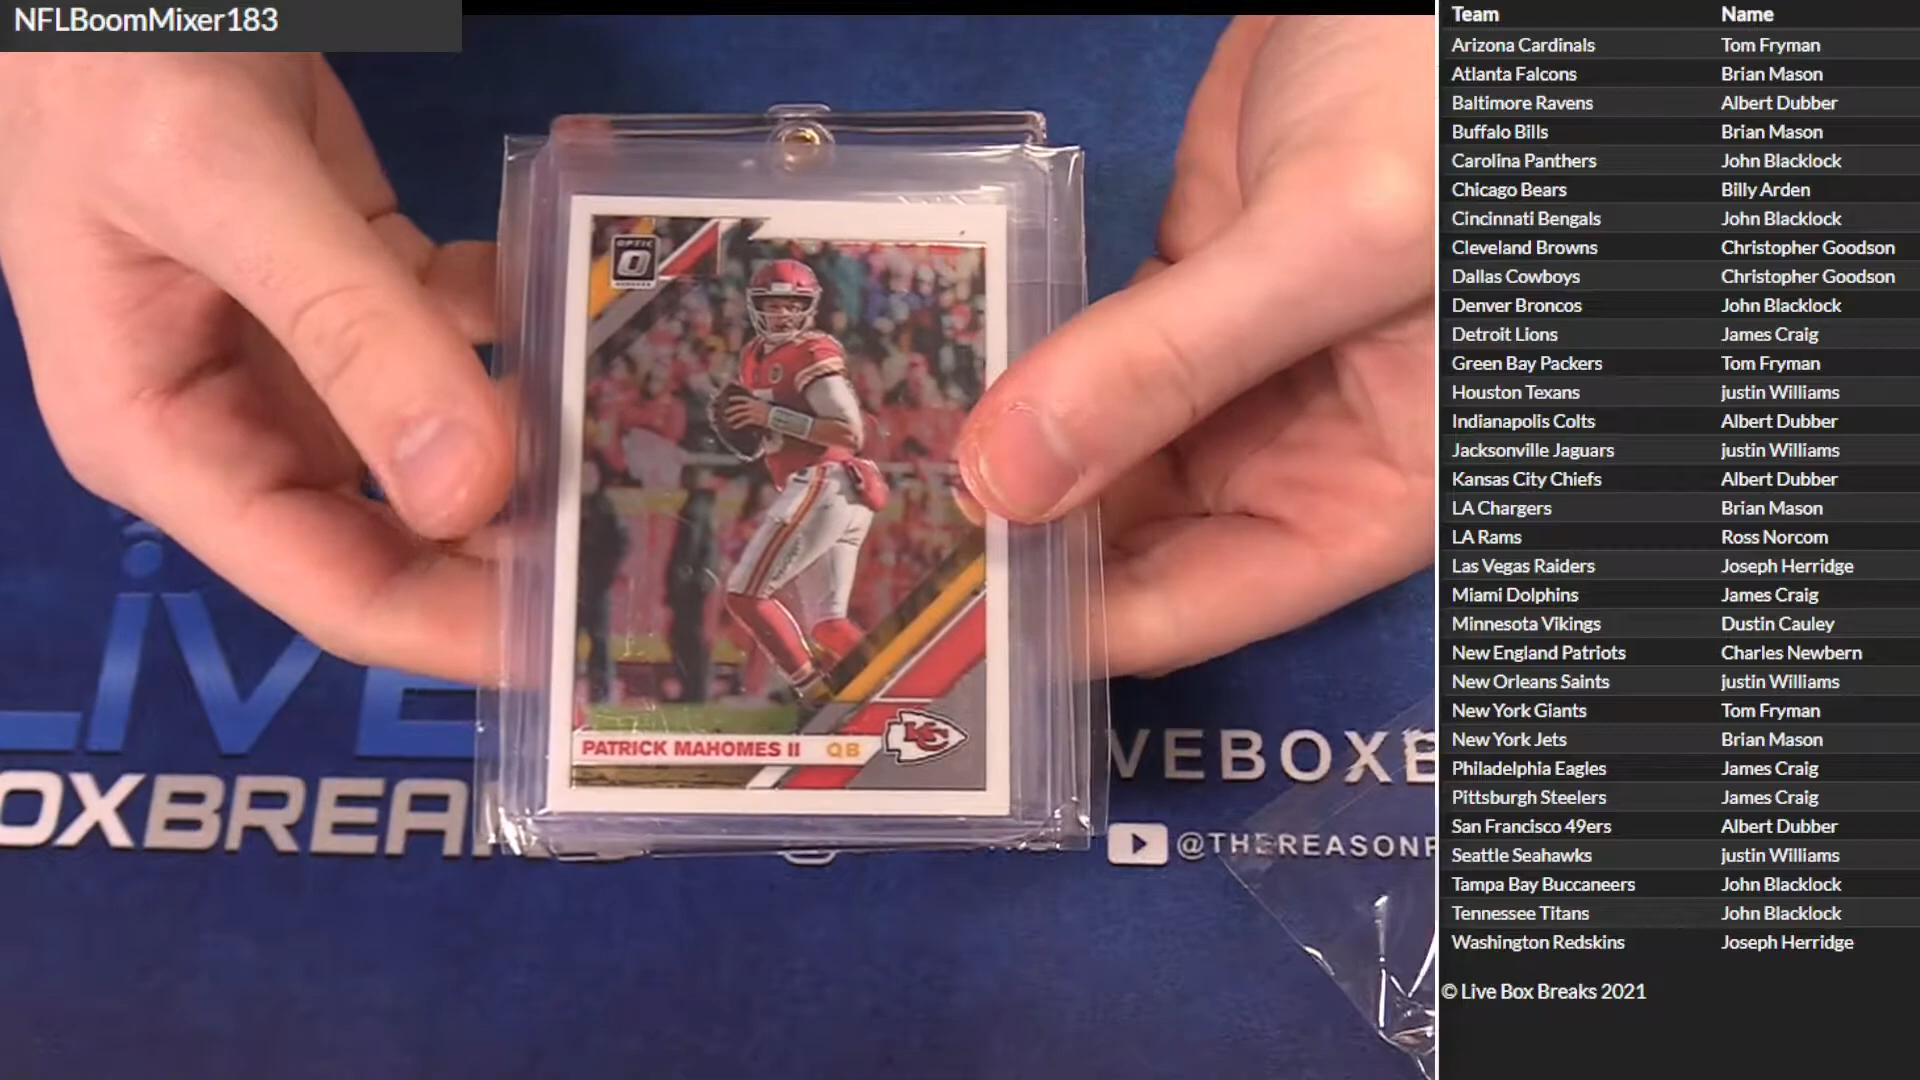 NFLBoomMixer183
OPTIC
PATRICK MAHOMES II QB
KC
LIVE
OXBREA
VEBOXB
@THEREASON
Team Name
Arizona Cardinals Tom Fryman
Atlanta Falcons Brian Mason
Baltimore Ravens Albert Dubber
Buffalo Bills Brian Mason
Carolina Panthers John Blacklock
Chicago Bears Billy Arden
Cincinnati Bengals John Blacklock
Cleveland Browns Christopher Goodson
Dallas Cowboys Christopher Goodson
Denver Broncos John Blacklock
Detroit Lions James Craig
Green Bay Packers Tom Fryman
Houston Texans justin Williams
Indianapolis Colts Albert Dubber
Jacksonville Jaguars justin Williams
Kansas City Chiefs Albert Dubber
LA Chargers Brian Mason
LA Rams Ross Norcom
Las Vegas Raiders Joseph Herridge
Miami Dolphins James Craig
Minnesota Vikings Dustin Cauley
New England Patriots Charles Newbern
New Orleans Saints justin Williams
New York Giants Tom Fryman
New York Jets Brian Mason
Philadelphia Eagles James Craig
Pittsburgh Steelers James Craig
San Francisco 49ers Albert Dubber
Seattle Seahawks justin Williams
Tampa Bay Buccaneers John Blacklock
Tennessee Titans John Blacklock
Washington Redskins Joseph Herridge
© Live Box Breaks 2021